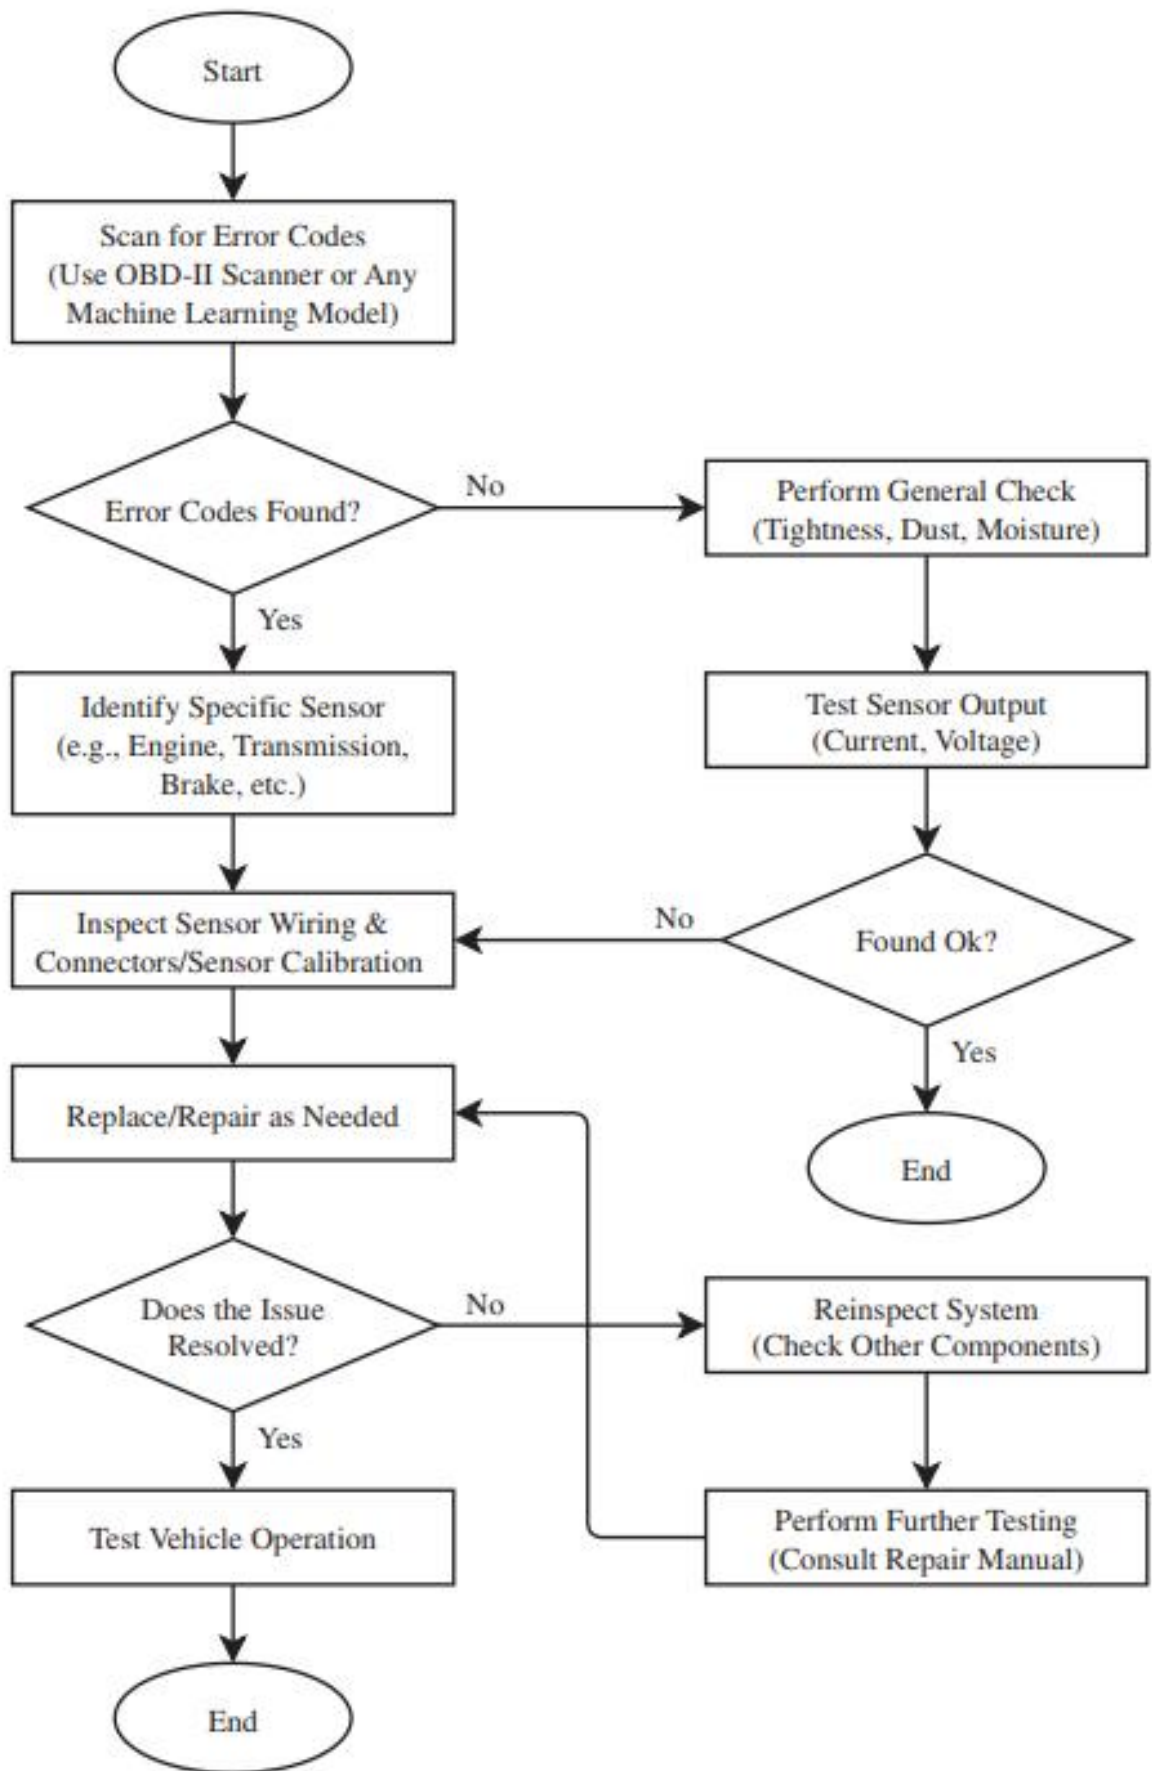 Start
Scan for Error Codes
(Use OBD-II Scanner or Any
Machine Learning Model)
Error Codes Found?
No
Perform General Check
(Tightness, Dust, Moisture)
Yes
Identify Specific Sensor
(e.g., Engine, Transmission,
Brake, etc.)
Test Sensor Output
(Current, Voltage)
Inspect Sensor Wiring &
Connectors/Sensor Calibration
No
Found Ok?
Yes
Replace/Repair as Needed
End
Does the Issue
Resolved?
No
Reinspect System
(Check Other Components)
Yes
Test Vehicle Operation
Perform Further Testing
(Consult Repair Manual)
End